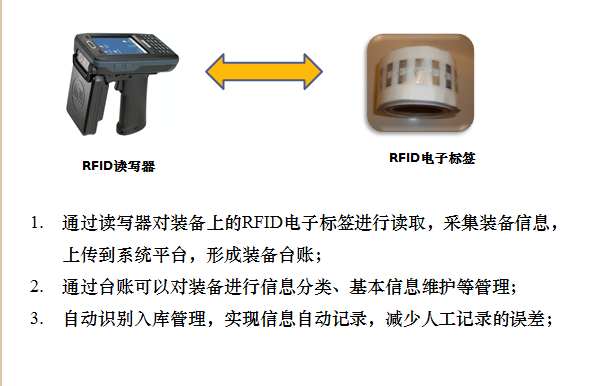 RFID读写器
RFID电子标签
1. 通过读写器对装备上的RFID电子标签进行读取，采集装备信息，
上传到系统平台，形成装备台账；
2. 通过台账可以对装备进行信息分类、基本信息维护等管理；
3. 自动识别入库管理，实现信息自动记录，减少人工记录的误差；